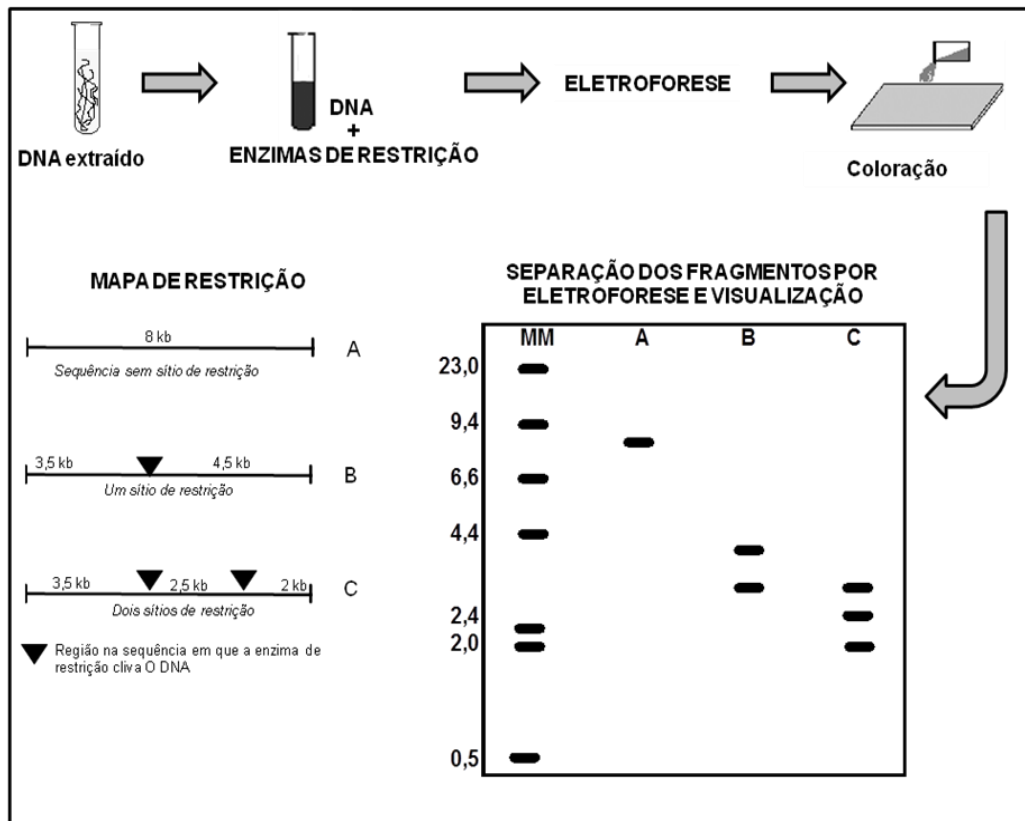 DNA extraído
DNA
+
ENZIMAS DE RESTRIÇÃO
ELETROFORESE
Coloração
MAPA DE RESTRIÇÃO
8 kb
A
Sequência sem sítio de restrição
3,5 kb 4,5 kb
B
Um sítio de restrição
3,5 kb 2,5 kb 2 kb
C
Dois sítios de restrição
Região na sequência em que a enzima de
restrição cliva O DNA
SEPARAÇÃO DOS FRAGMENTOS POR
ELETROFORESE E VISUALIZAÇÃO
MM A B C
23,0
9,4
6,6
4,4
2,4
2,0
0,5